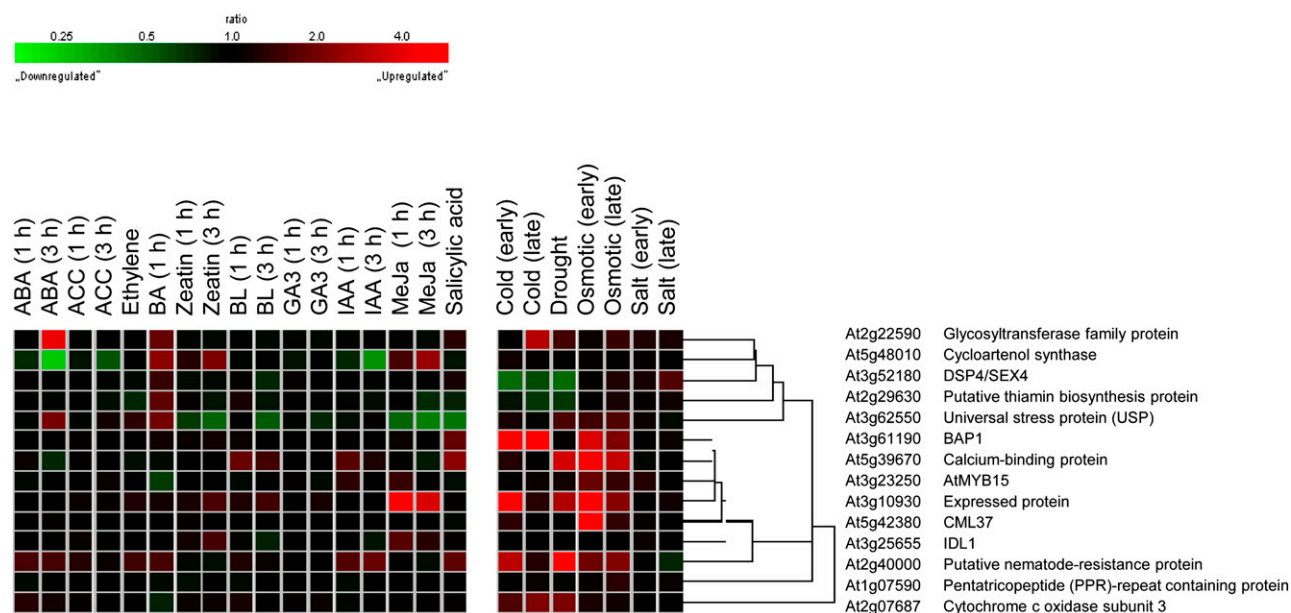 ratio
0.25 0.5 1.0 2.0 4.0
„Downregulated“ „Upregulated“
ABA (1 h)
ABA (3 h)
ACC (1 h)
ACC (3 h)
Ethylene
BA (1 h)
Zeatin (1 h)
Zeatin (3 h)
BL (1 h)
BL (3 h)
GA3 (1 h)
GA3 (3 h)
IAA (1 h)
IAA (3 h)
MeJa (1 h)
MeJa (3 h)
Salicylic acid
Cold (early)
Cold (late)
Drought
Osmotic (early)
Osmotic (late)
Salt (early)
Salt (late)
At2g22590 Glycosyltransferase family protein
At5g48010 Cycloartenol synthase
At3g52180 DSP4/SEX4
At2g29630 Putative thiamin biosynthesis protein
At3g62550 Universal stress protein (USP)
At3g61190 BAP1
At5g39670 Calcium-binding protein
At3g23250 AtMYB15
At3g10930 Expressed protein
At5g42380 CML37
At3g25655 IDL1
At2g40000 Putative nematode-resistance protein
At1g07590 Pentatricopeptide (PPR)-repeat containing protein
At2g07687 Cytochrome c oxidase subunit 3